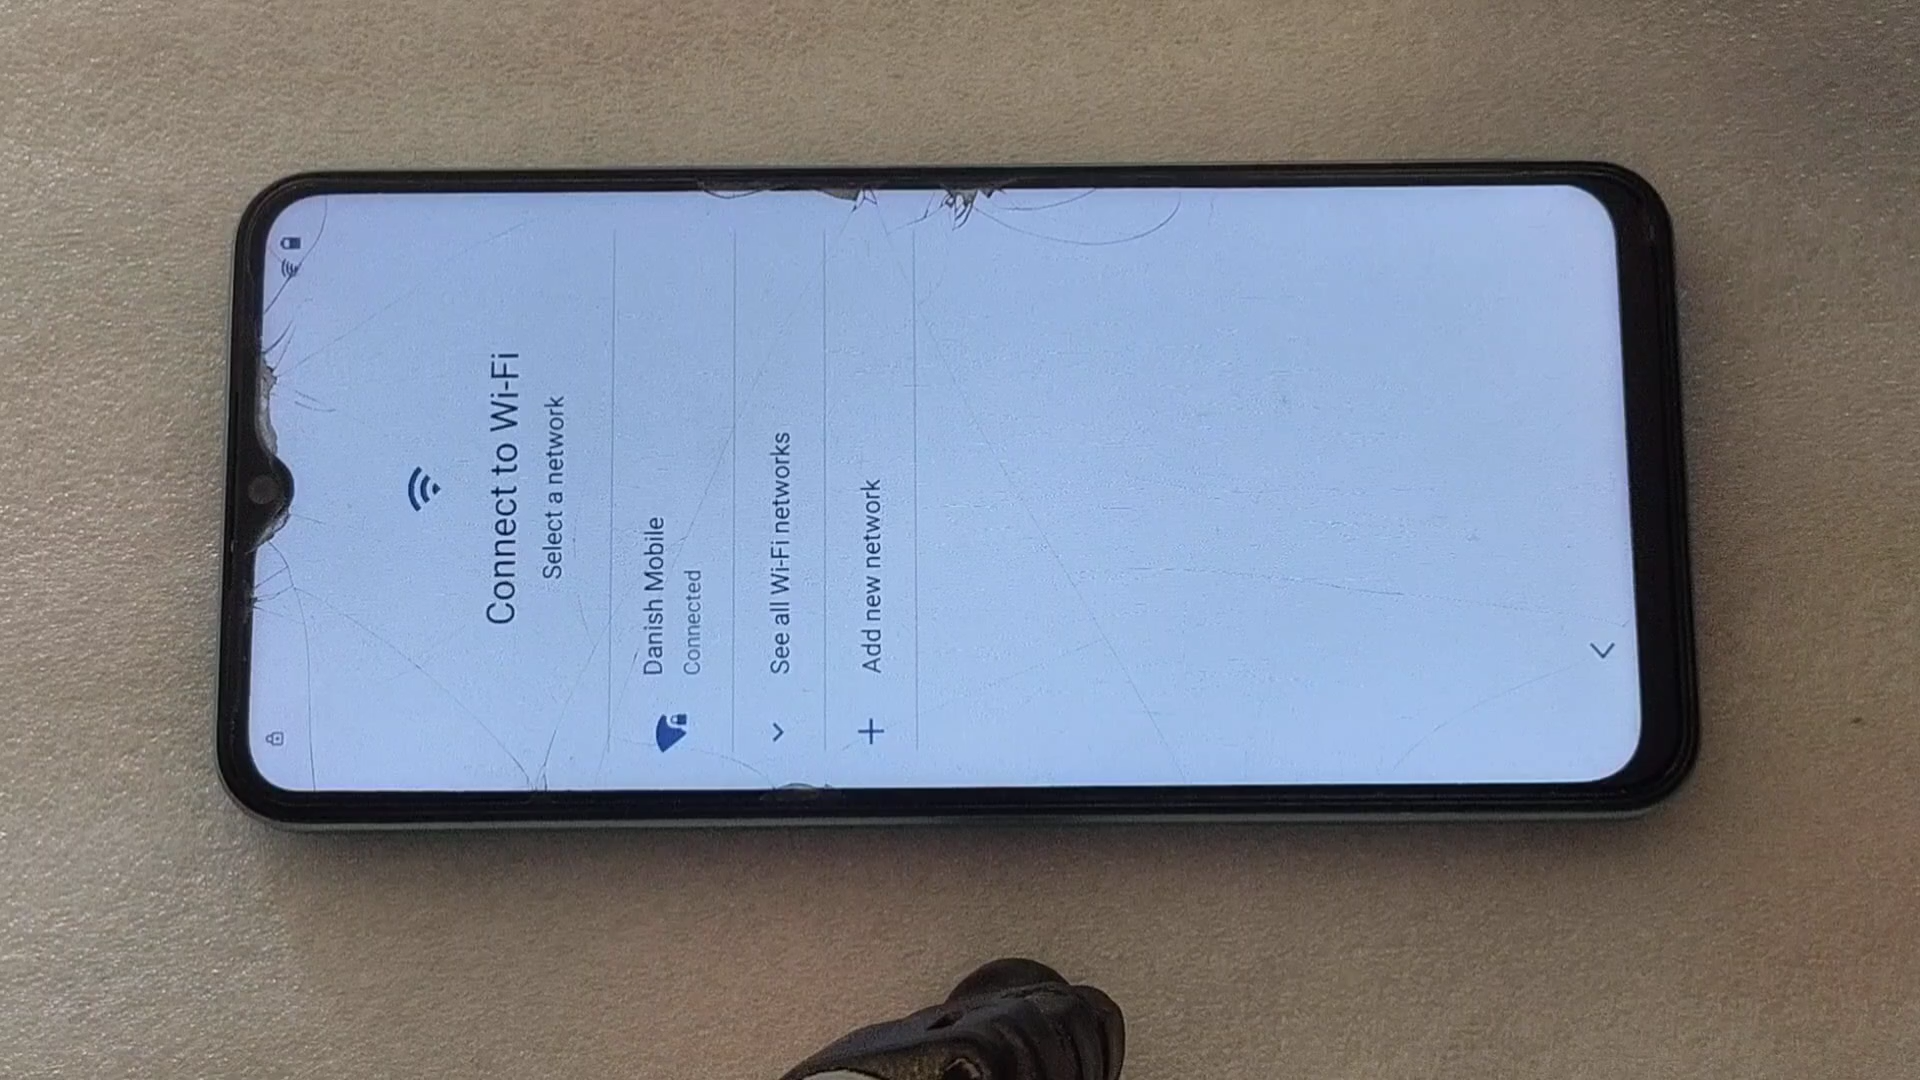 Connect to Wi-Fi
Select a network
Danish Mobile
Connected
See all Wi-Fi networks
Add new network